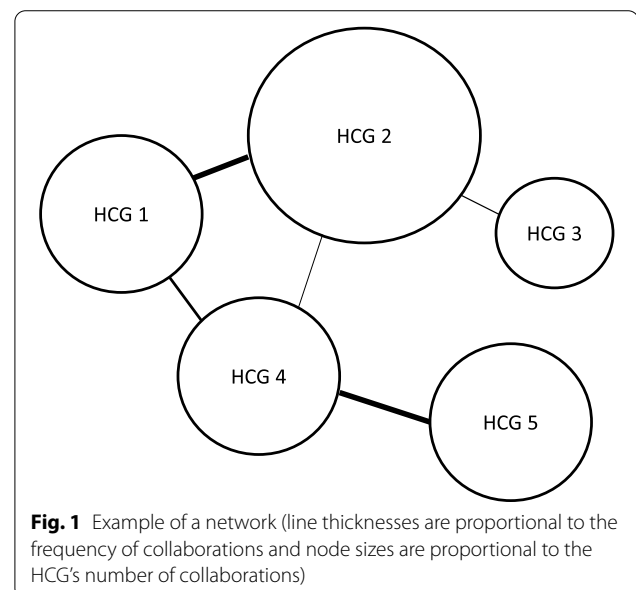 HCG 2
HCG 1
HCG 3
HCG 4
HCG 5
Fig. 1 Example of a network (line thicknesses are proportional to the
frequency of collaborations and node sizes are proportional to the
HCG's number of collaborations)